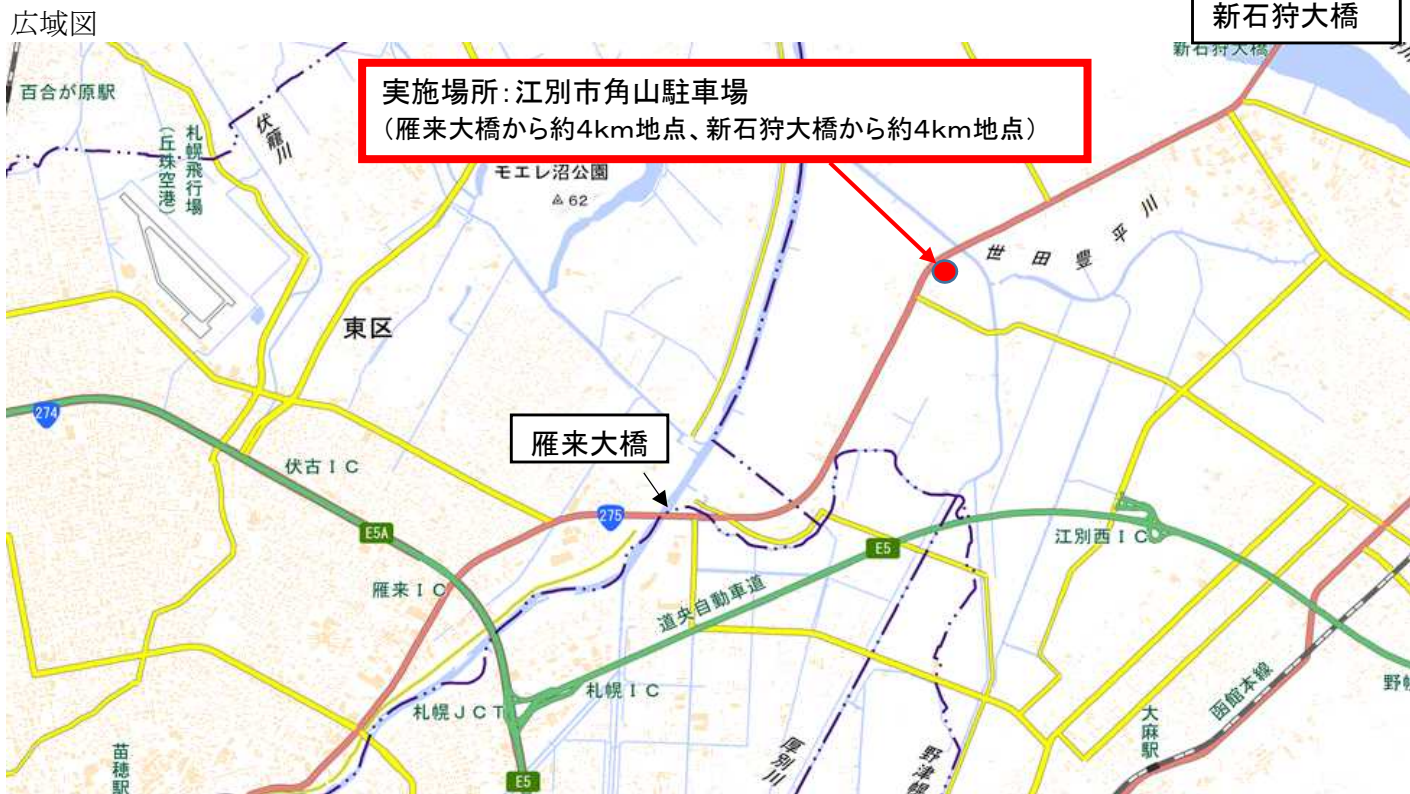 広域図
新石狩大橋
新石狩大橋
実施場所：江別市角山駐車場
（雁来大橋から約4km地点、新石狩大橋から約4km地点）
百合が原駅
伏籠川
札幌飛行場
（丘珠空港）
モエレ沼公園
62
世田豊平川
東区
274
雁来大橋
伏古IC
275
E5A
E5
江別西IC
雁来IC
道央自動車道
札幌IC
札幌JCT
函館本線
大麻駅
厚別川
苗穂駅
E5